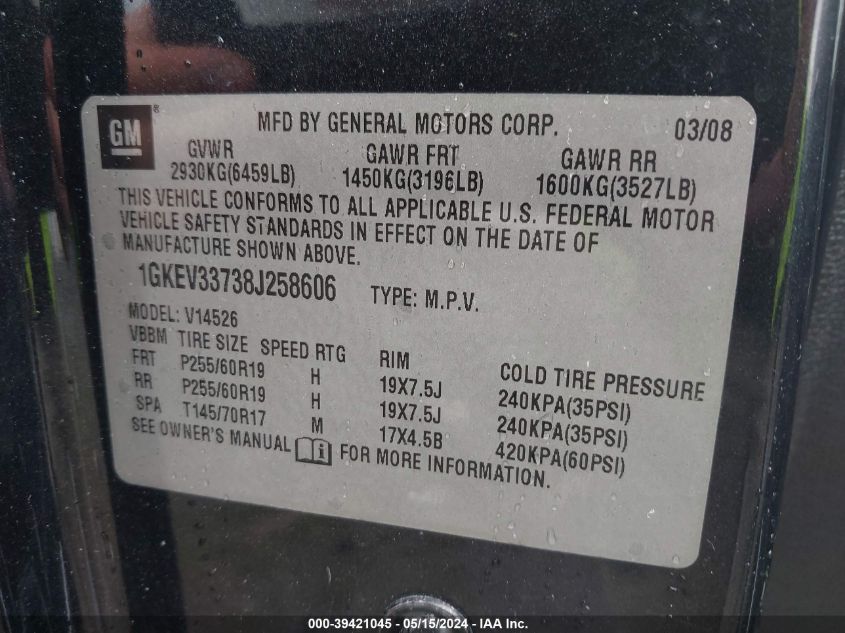 GM®
MFD BY GENERAL MOTORS CORP. 03/08
GVWR GAWR FRT GAWR RR
2930KG(6459LB) 1450KG(3196LB) 1600KG(3527LB)
THIS VEHICLE CONFORMS TO ALL APPLICABLE U.S. FEDERAL MOTOR
VEHICLE SAFETY STANDARDS IN EFFECT ON THE DATE OF
MANUFACTURE SHOWN ABOVE.
1GKEV33738J258606 TYPE: M.P.V.
MODEL: V14526
VBBM TIRE SIZE SPEED RTG RIM COLD TIRE PRESSURE
FRT P255/60R19 H 19X7.5J 240KPA(35PSI)
RR P255/60R19 H 19X7.5J 240KPA(35PSI)
SPA T145/70R17 M 17X4.5B 420KPA(60PSI)
SEE OWNER'S MANUAL i FOR MORE INFORMATION.
000-39421045 - 05/15/2024 - IAA Inc.